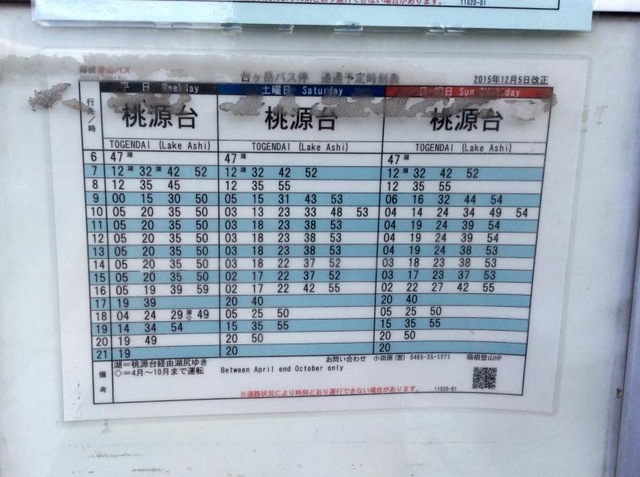 11520-01
箱根登山バス 台ヶ岳バス停 通過予定時刻表 2015年12月5日改正
行先／時 平 日 Weekday 土曜日 Saturday 日・祝日 Sun
桃源台 桃源台 桃源台
TOGENDAI (Lake Ashi) TOGENDAI (Lake Ashi) TOGENDAI (Lake Ashi)
6 47湖 47湖 47湖
7 12湖 32湖 42 52 12湖 32 42 52 12湖 32 42 52
8 12 35 45 12 35 55 12 35 55
9 00 15 30 50 05 15 31 43 53 06 16 32 44 54
10 05 20 35 50 03 13 23 33 48 53 04 14 24 34 49 54
11 05 20 35 50 03 18 23 38 53 04 19 24 39 54
12 05 20 35 50 03 18 23 38 53 04 19 24 39 54
13 05 20 35 50 03 18 23 38 53 04 19 24 38 53
14 05 20 35 50 03 18 22 37 52 03 18 23 38 53
15 05 20 35 50 02 17 22 37 52 03 17 23 37 53
16 05 19 39 59 02 17 22 42 55 02 22 27 42 55
17 19 39 20 40 20 40
18 04 24 29湖◇ 49 05 25 50 05 25 50
19 14 34 54 15 35 55 15 35 55
20 19 49 20 50 20 50
21 19 20 20
備考 湖＝桃源台経由湖尻ゆき お問い合わせ 小田原(営) 0465-35-1271 箱根登山HP
◇＝4月～10月まで運転 Between April end October only
※道路状況により時刻どおり運行できない場合があります。 11520-01